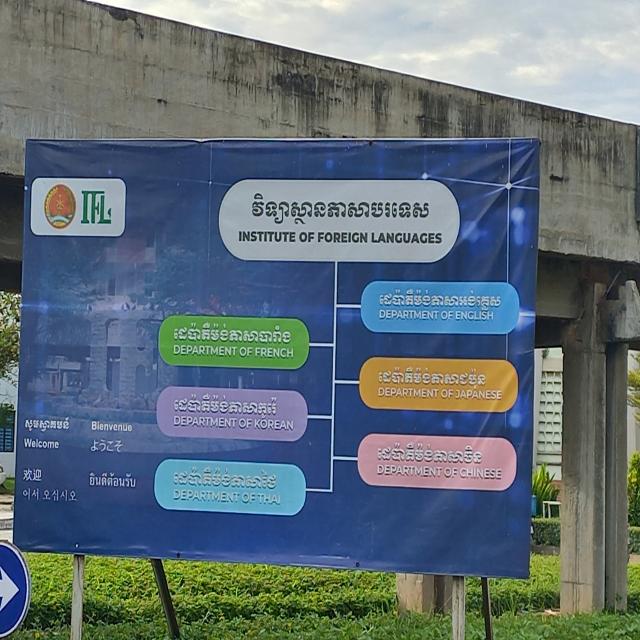 IFL
វិទ្យាស្ថានភាសាបរទេស
INSTITUTE OF FOREIGN LANGUAGES
ដេប៉ាតឺម៉ង់ភាសាអង់គ្លេស
DEPARTMENT OF ENGLISH
ដេប៉ាតឺម៉ង់ភាសាបារាំង
DEPARTMENT OF FRENCH
ដេប៉ាតឺម៉ង់ភាសាជប៉ុន
DEPARTMENT OF JAPANESE
ដេប៉ាតឺម៉ង់ភាសាកូរ៉េ
DEPARTMENT OF KOREAN
ដេប៉ាតឺម៉ង់ភាសាចិន
DEPARTMENT OF CHINESE
ដេប៉ាតឺម៉ង់ភាសាថៃ
DEPARTMENT OF THAI
សូមស្វាគមន៍ Bienvenue
Welcome ようこそ
欢迎 ยินดีต้อนรับ
어서 오십시오